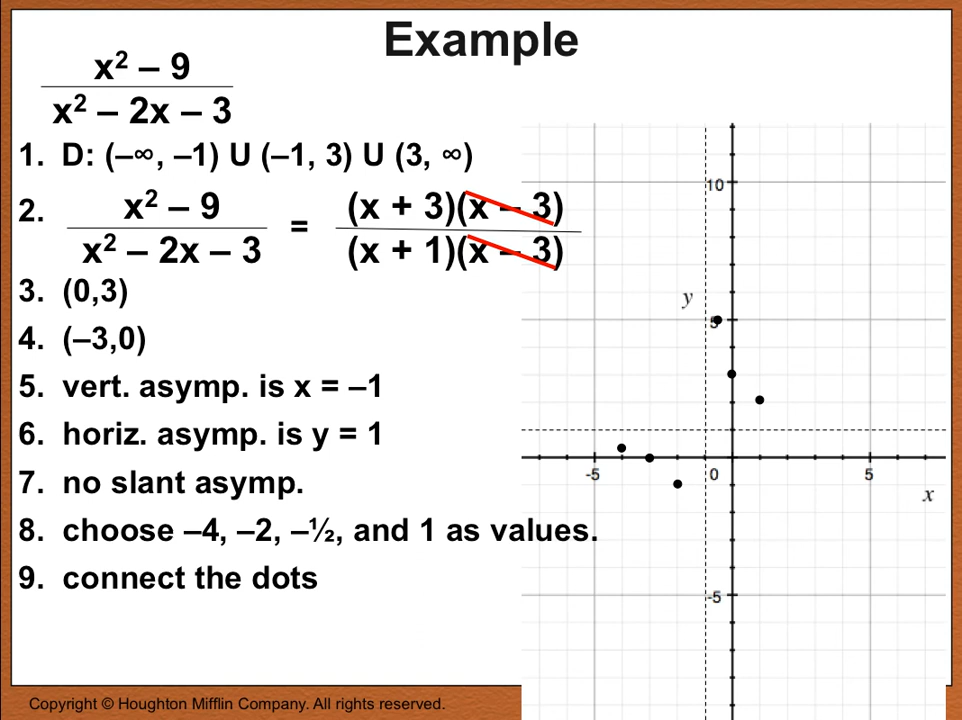 Example
x² – 9
x² – 2x – 3
1. D: (–∞, –1) U (–1, 3) U (3, ∞)
2. x² – 9 / x² – 2x – 3 = (x + 3)(x – 3) / (x + 1)(x – 3)
3. (0,3)
4. (–3,0)
5. vert. asymp. is x = –1
6. horiz. asymp. is y = 1
7. no slant asymp.
8. choose –4, –2, –½, and 1 as values.
9. connect the dots
10
y
5
-5 0 5
x
-5
Copyright © Houghton Mifflin Company. All rights reserved.